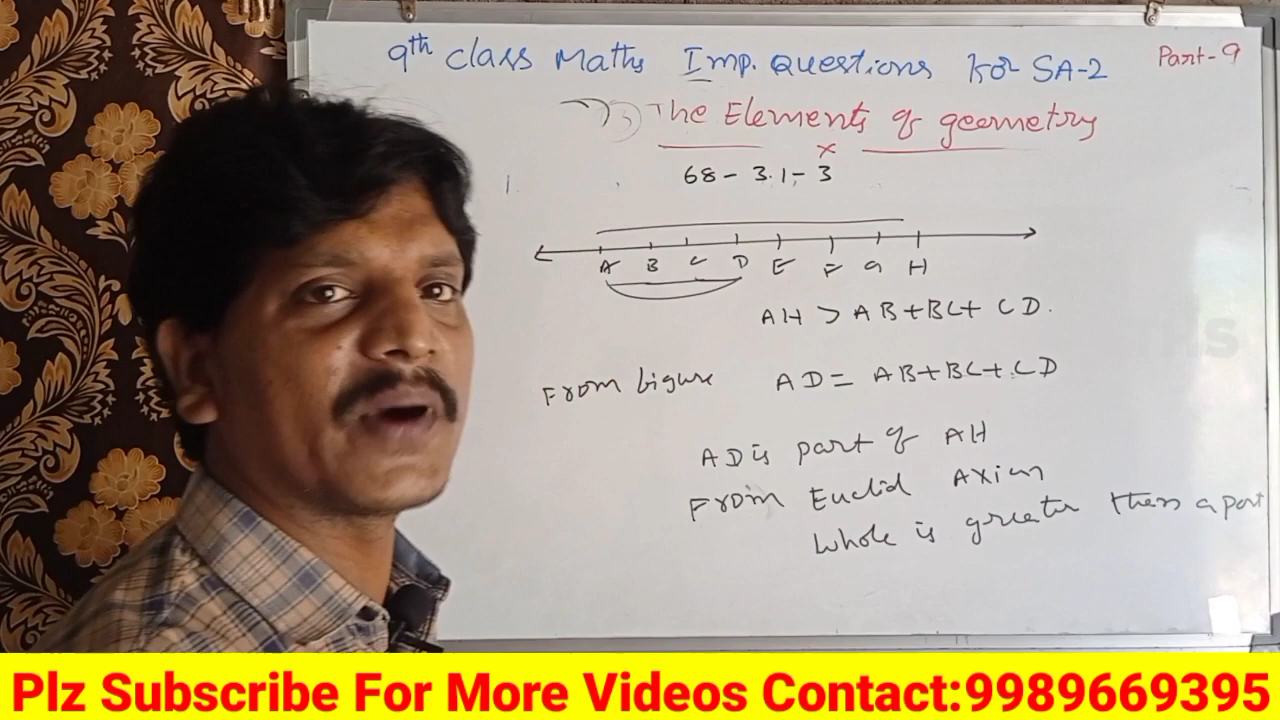 9th class Maths Imp. Questions for SA-2
Part-9
3) The Elements of geometry
68 - 3.1 - 3
A B C D E F G H
AH > AB+BC+ CD.
From figure AD = AB+BC+CD
AD is part of AH
From Euclid Axiom
Whole is greater then a part
Plz Subscribe For More Videos Contact:9989669395